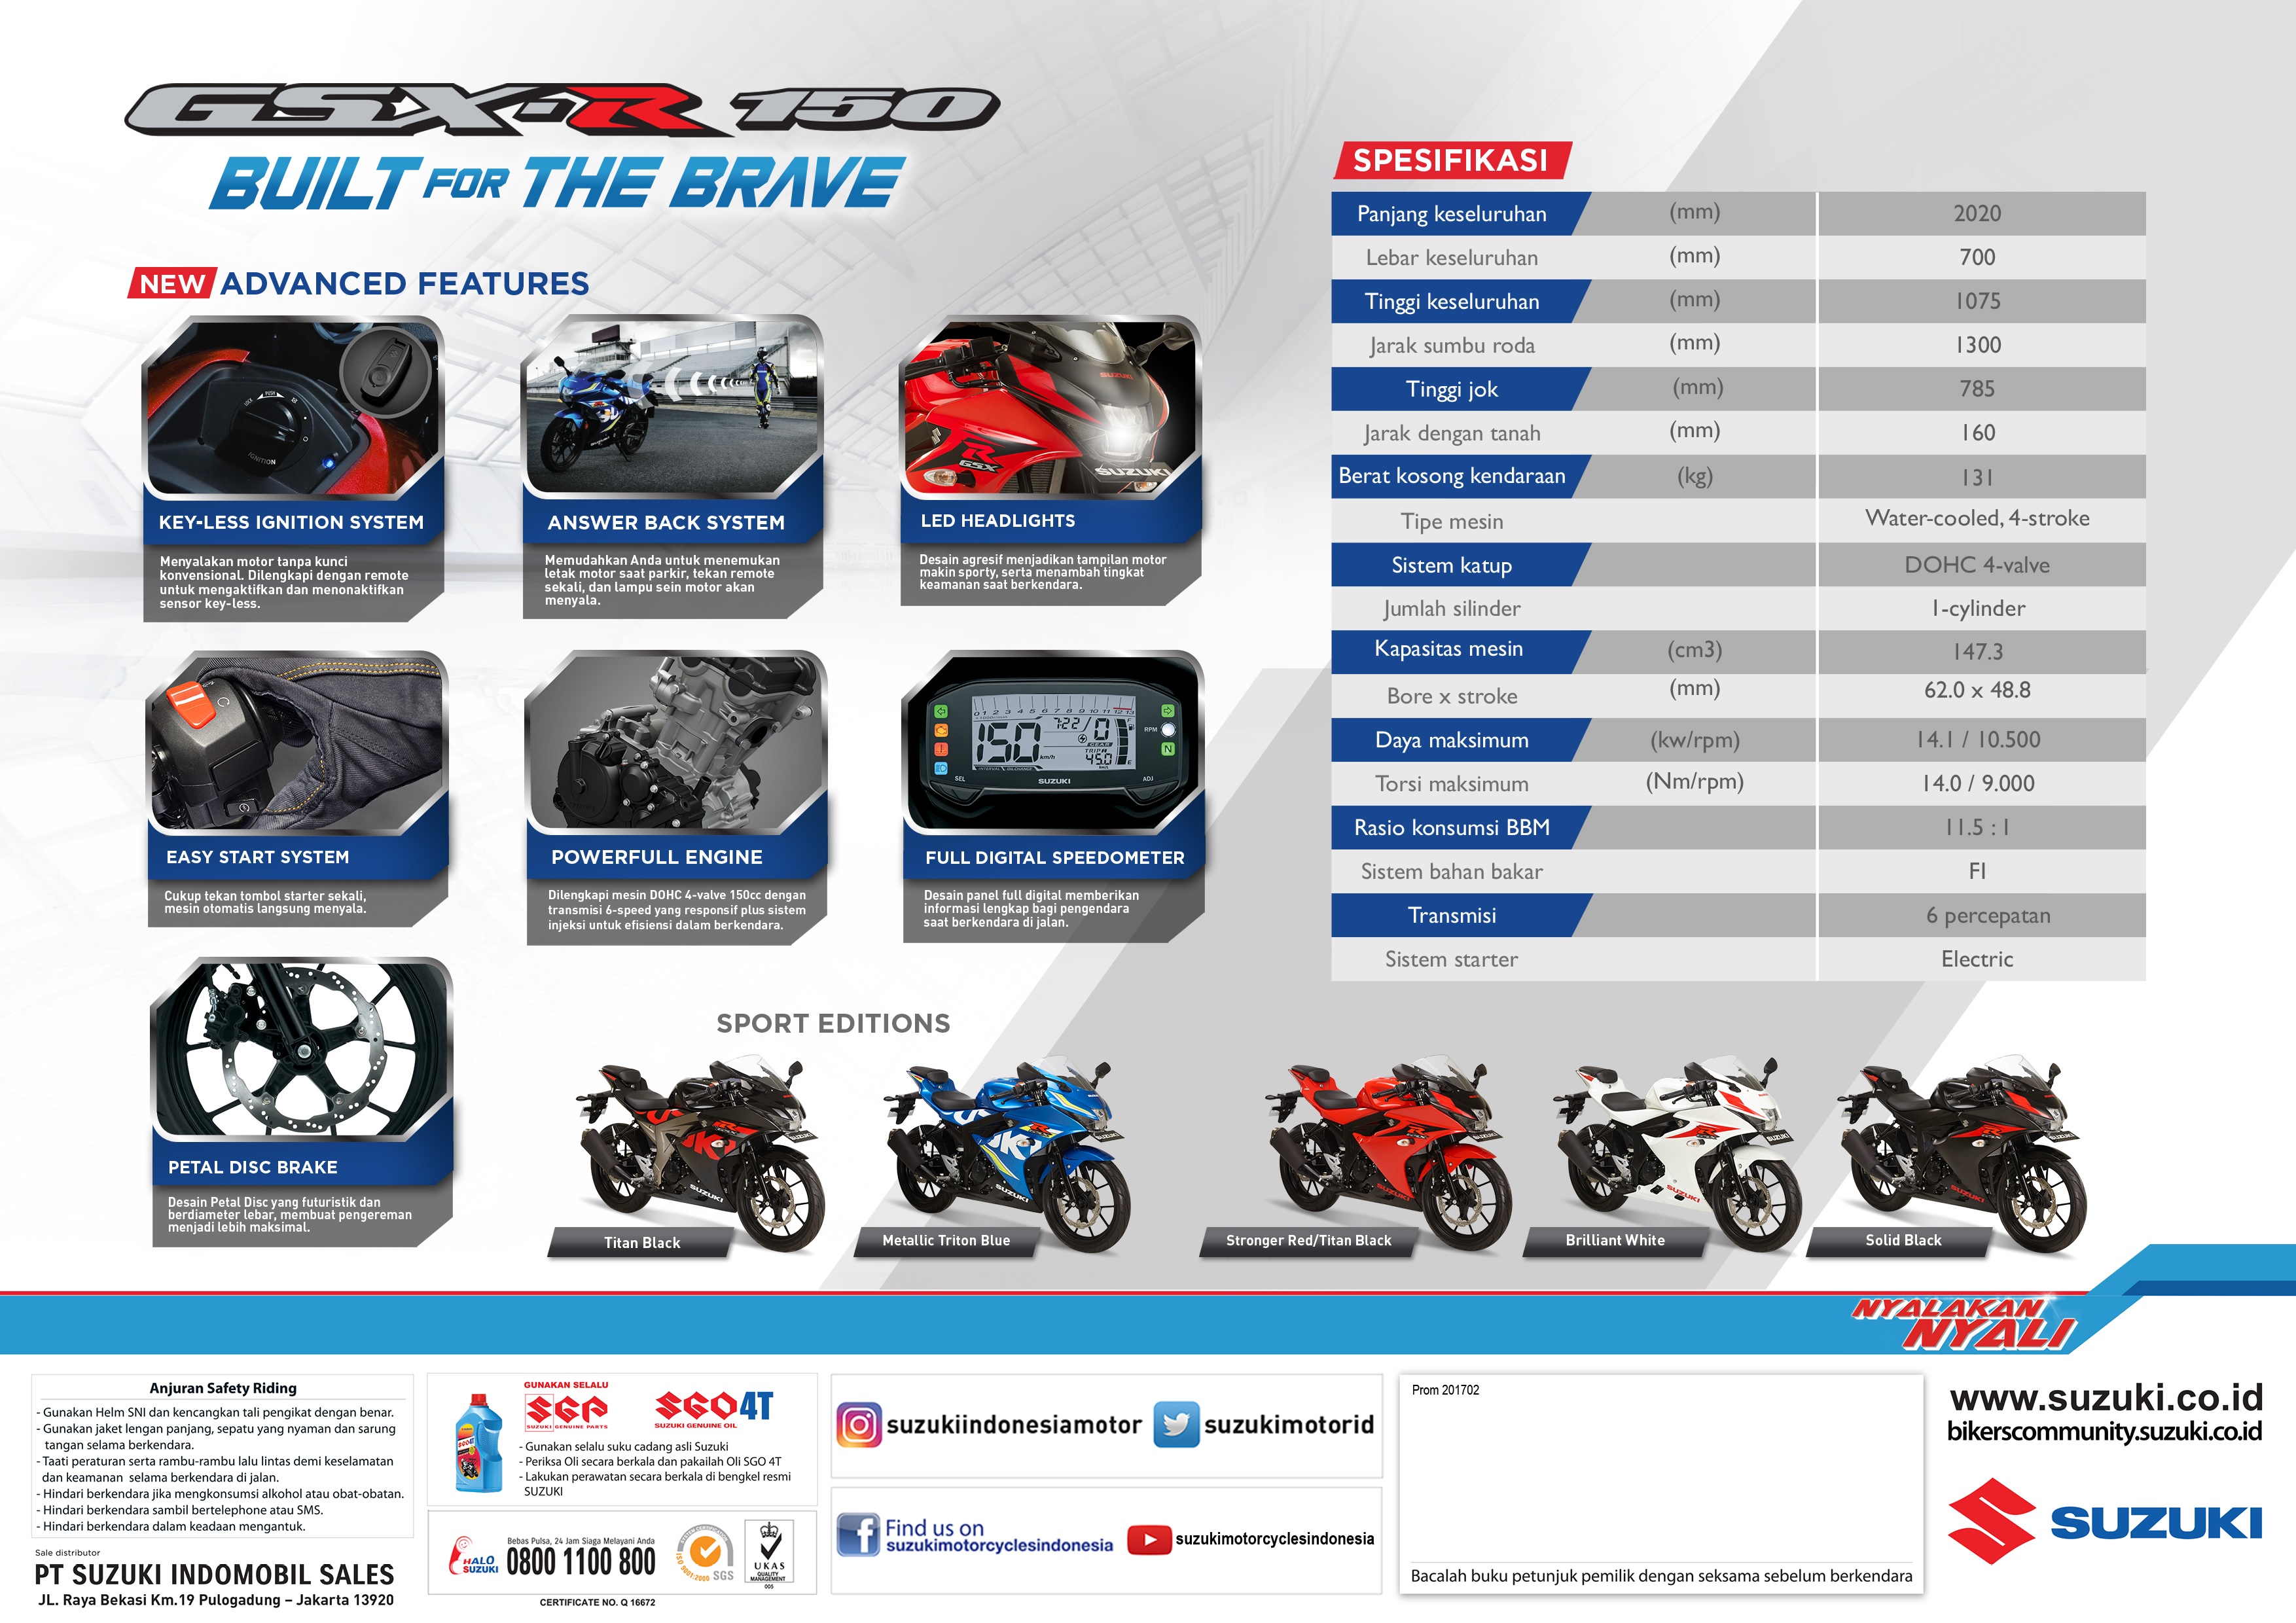 GSX-R 150
BUILT FOR THE BRAVE
NEW ADVANCED FEATURES
KEY-LESS IGNITION SYSTEM
Menyalakan motor tanpa kunci
konvensional. Dilengkapi dengan remote
untuk mengaktifkan dan menonaktifkan
sensor key-less.
ANSWER BACK SYSTEM
Memudahkan Anda untuk menemukan
letak motor saat parkir, tekan remote
sekali, dan lampu sein motor akan
menyala.
LED HEADLIGHTS
Desain agresif menjadikan tampilan motor
makin sporty, serta menambah tingkat
keamanan saat berkendara.
EASY START SYSTEM
Cukup tekan tombol starter sekali,
mesin otomatis langsung menyala.
POWERFULL ENGINE
Dilengkapi mesin DOHC 4-valve 150cc dengan
transmisi 6-speed yang responsif plus sistem
injeksi untuk efisiensi dalam berkendara.
FULL DIGITAL SPEEDOMETER
Desain panel full digital memberikan
informasi lengkap bagi pengendara
saat berkendara di jalan.
PETAL DISC BRAKE
Desain Petal Disc yang futuristik dan
berdiameter lebar, membuat pengereman
menjadi lebih maksimal.
SPESIFIKASI
Panjang keseluruhan (mm) 2020
Lebar keseluruhan (mm) 700
Tinggi keseluruhan (mm) 1075
Jarak sumbu roda (mm) 1300
Tinggi jok (mm) 785
Jarak dengan tanah (mm) 160
Berat kosong kendaraan (kg) 131
Tipe mesin Water-cooled, 4-stroke
Sistem katup DOHC 4-valve
Jumlah silinder 1-cylinder
Kapasitas mesin (cm3) 147.3
Bore x stroke (mm) 62.0 x 48.8
Daya maksimum (kw/rpm) 14.1 / 10.500
Torsi maksimum (Nm/rpm) 14.0 / 9.000
Rasio konsumsi BBM 11.5 : 1
Sistem bahan bakar FI
Transmisi 6 percepatan
Sistem starter Electric
SPORT EDITIONS
Titan Black
Metallic Triton Blue
Stronger Red/Titan Black
Brilliant White
Solid Black
NYALAKAN
NYALI
Anjuran Safety Riding
- Gunakan Helm SNI dan kencangkan tali pengikat dengan benar.
- Gunakan jaket lengan panjang, sepatu yang nyaman dan sarung
tangan selama berkendara.
- Taati peraturan serta rambu-rambu lalu lintas demi keselamatan
dan keamanan selama berkendara di jalan.
- Hindari berkendara jika mengkonsumsi alkohol atau obat-obatan.
- Hindari berkendara sambil bertelephone atau SMS.
- Hindari berkendara dalam keadaan mengantuk.
Sale distributor
PT SUZUKI INDOMOBIL SALES
JL. Raya Bekasi Km.19 Pulogadung – Jakarta 13920
GUNAKAN SELALU
SGP
SUZUKI GENUINE PARTS
SGO 4T
SUZUKI GENUINE OIL
- Gunakan selalu suku cadang asli Suzuki
- Periksa Oli secara berkala dan pakailah Oli SGO 4T
- Lakukan perawatan secara berkala di bengkel resmi
SUZUKI
HALO
SUZUKI
Bebas Pulsa, 24 Jam Siaga Melayani Anda
0800 1100 800
ISO 9001:2000
SGS
UKAS
QUALITY
MANAGEMENT
005
CERTIFICATE NO. Q 16672
suzukiindonesiamotor
suzukimotorid
Find us on
suzukimotorcyclesindonesia
suzukimotorcyclesindonesia
Prom 201702
Bacalah buku petunjuk pemilik dengan seksama sebelum berkendara
www.suzuki.co.id
bikerscommunity.suzuki.co.id
SUZUKI